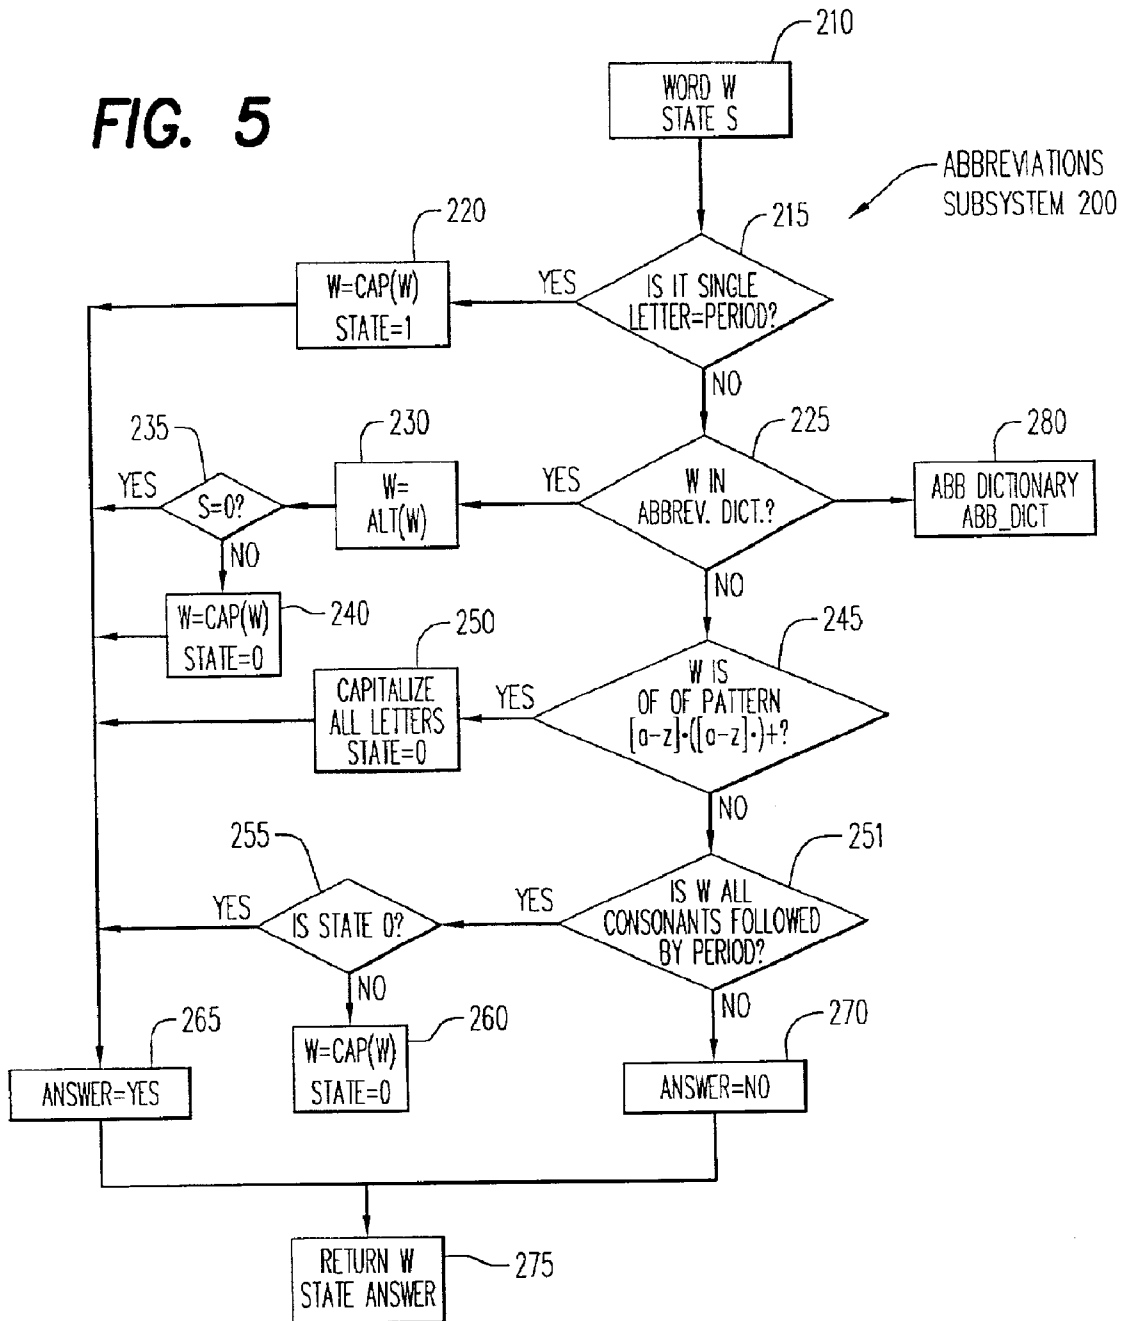 FIG. 5
210
WORD W
STATE S
ABBREVIATIONS
SUBSYSTEM 200
215
IS IT SINGLE
LETTER=PERIOD?
YES
NO
220
W=CAP(W)
STATE=1
225
W IN
ABBREV. DICT.?
YES
NO
280
ABB DICTIONARY
ABB_DICT
230
W=
ALT(W)
235
S=0?
YES
NO
240
W=CAP(W)
STATE=0
245
W IS
OF OF PATTERN
[a-z]·([a-z]·)+?
YES
NO
250
CAPITALIZE
ALL LETTERS
STATE=0
251
IS W ALL
CONSONANTS FOLLOWED
BY PERIOD?
YES
NO
255
IS STATE 0?
YES
NO
260
W=CAP(W)
STATE=0
265
ANSWER=YES
270
ANSWER=NO
275
RETURN W
STATE ANSWER